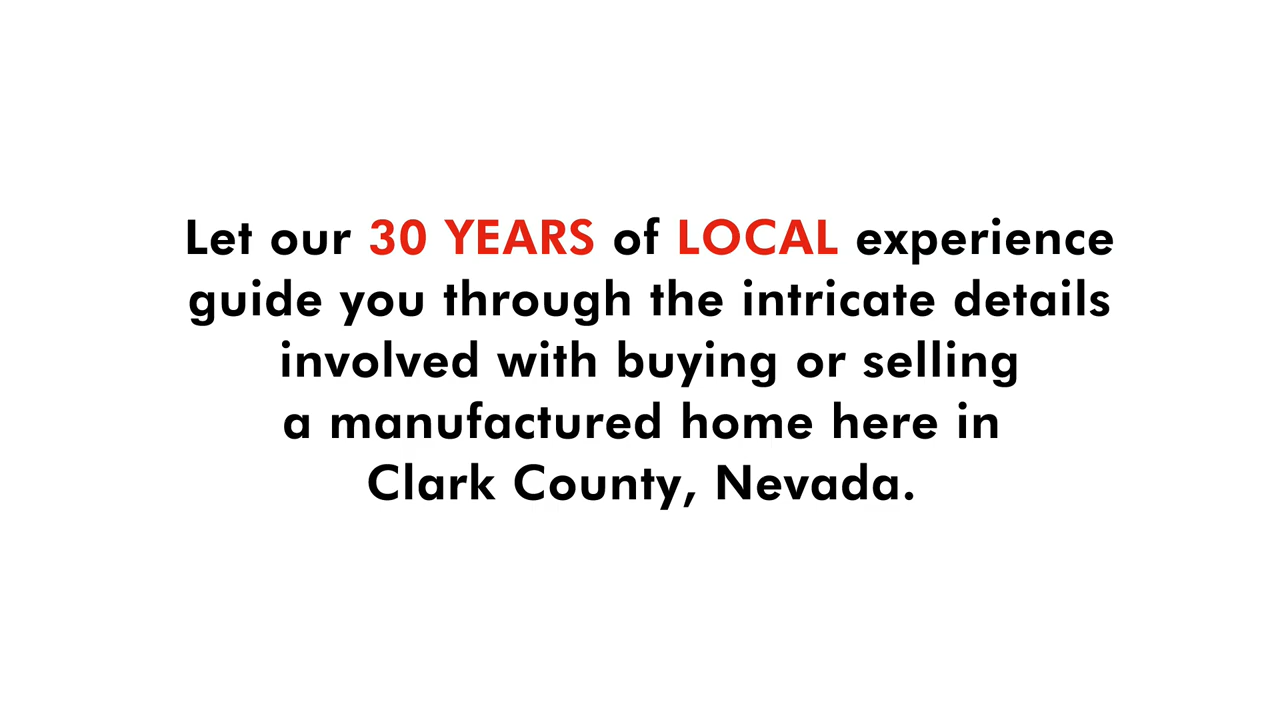 Let our 30 YEARS of LOCAL experience
guide you through the intricate details
involved with buying or selling
a manufactured home here in
Clark County, Nevada.